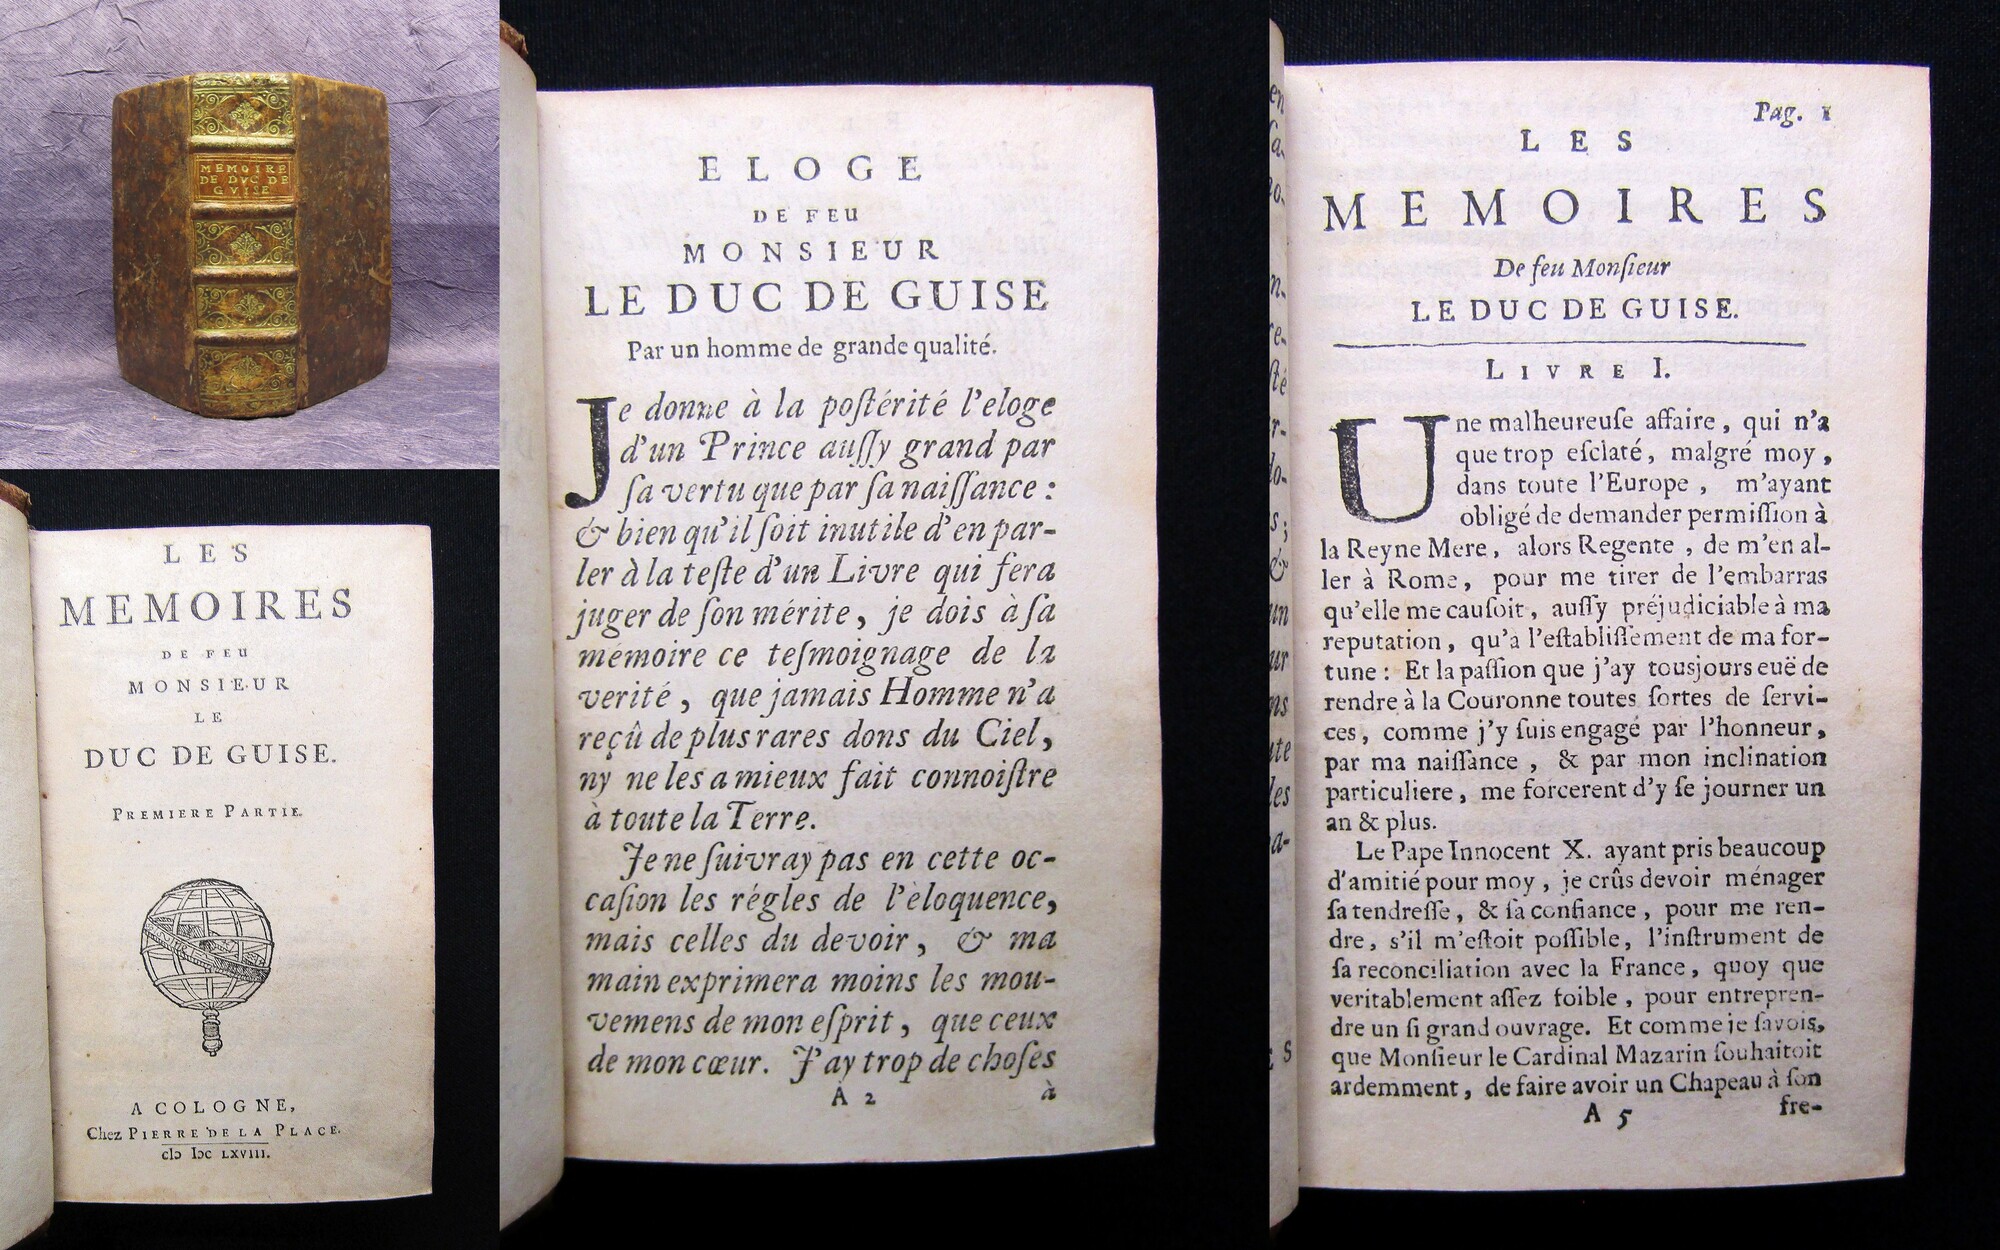 MEMOIRE
DE DVC DE
GVISE
LES
MEMOIRES
DE FEU
MONSIEUR
LE
DUC DE GUISE.
PREMIERE PARTIE.
A COLOGNE,
Chez PIERRE DE LA PLACE.
cIɔ Iɔc LXVIII.
ELOGE
DE FEU
MONSIEUR
LE DUC DE GUISE
Par un homme de grande qualité.
Je donne à la poſtérité l'eloge
d'un Prince auſſy grand par
ſa vertu que par ſa naiſſance :
& bien qu'il ſoit inutile d'en par-
ler à la teſte d'un Livre qui fera
juger de ſon mérite, je dois à ſa
mémoire ce teſmoignage de la
verité, que jamais Homme n'a
reçû de plus rares dons du Ciel,
ny ne les a mieux fait connoiſtre
à toute la Terre.
Je ne ſuivray pas en cette oc-
caſion les régles de l'èloquence,
mais celles du devoir, & ma
main exprimera moins les mou-
vemens de mon eſprit, que ceux
de mon cœur. J'ay trop de choſes
A 2 à
Pag. 1
LES
MEMOIRES
De feu Monſieur
LE DUC DE GUISE.
LIVRE I.
Une malheureuſe affaire, qui n'a
que trop eſclaté, malgré moy,
dans toute l'Europe, m'ayant
obligé de demander permiſſion à
la Reyne Mere, alors Regente, de m'en al-
ler à Rome, pour me tirer de l'embarras
qu'elle me cauſoit, auſſy préjudiciable à ma
reputation, qu'à l'eſtabliſſement de ma for-
tune : Et la paſſion que j'ay tousjours euë de
rendre à la Couronne toutes ſortes de ſervi-
ces, comme j'y ſuis engagé par l'honneur,
par ma naiſſance, & par mon inclination
particuliere, me forcerent d'y ſe journer un
an & plus.
Le Pape Innocent X. ayant pris beaucoup
d'amitié pour moy, je crûs devoir ménager
ſa tendreſſe, & ſa confiance, pour me ren-
dre, s'il m'eſtoit poſſible, l'inſtrument de
ſa reconciliation avec la France, quoy que
veritablement aſſez foible, pour entrepren-
dre un ſi grand ouvrage. Et comme je ſavois,
que Monſieur le Cardinal Mazarin ſouhaitoit
ardemment, de faire avoir un Chapeau à ſon
A 5 fre-